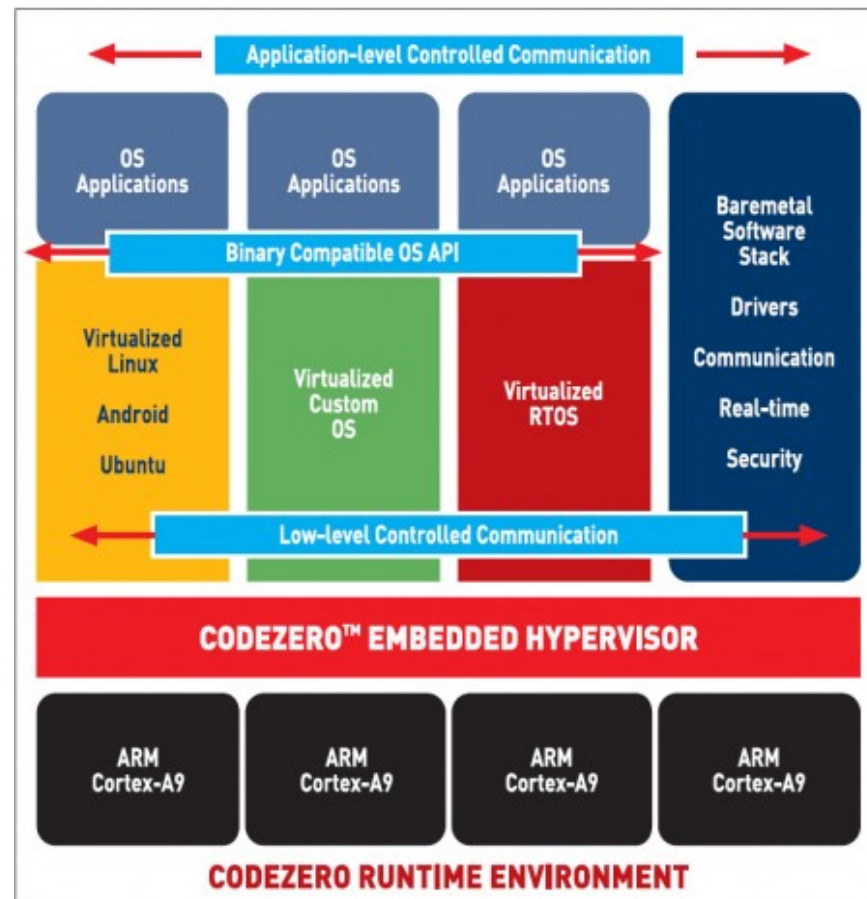 Application-level Controlled Communication
OS
Applications
OS
Applications
OS
Applications
Baremetal
Software
Stack
Drivers
Communication
Real-time
Security
Binary Compatible OS API
Virtualized
Linux
Android
Ubuntu
Virtualized
Custom
OS
Virtualized
RTOS
Low-level Controlled Communication
CODEZERO™ EMBEDDED HYPERVISOR
ARM
Cortex-A9
ARM
Cortex-A9
ARM
Cortex-A9
ARM
Cortex-A9
CODEZERO RUNTIME ENVIRONMENT